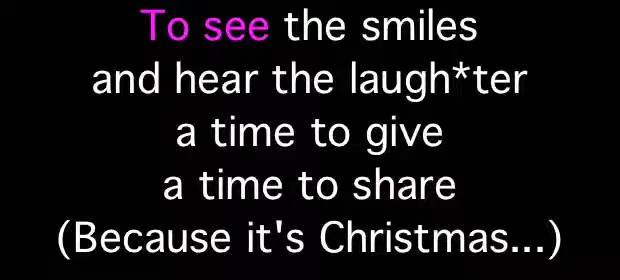 To see the smiles
and hear the laugh*ter
a time to give
a time to share
(Because it's Christmas...)